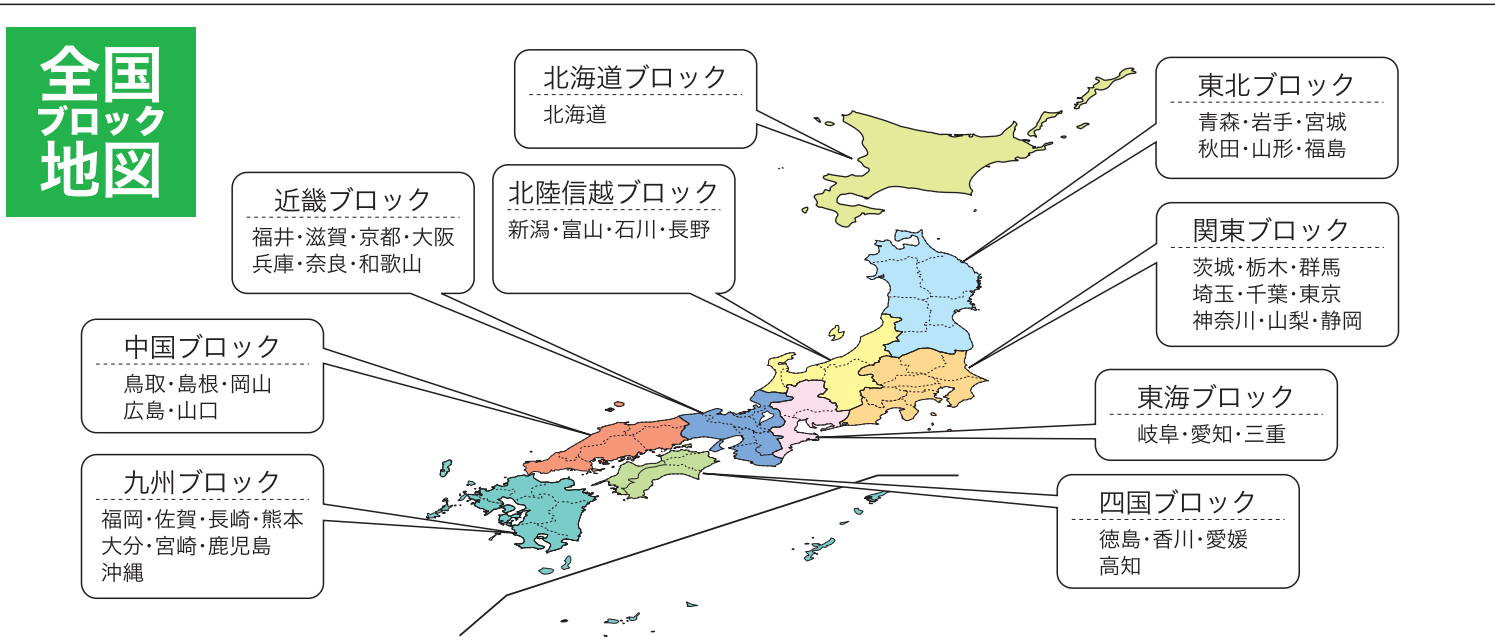 全国
ブロック
地図
北海道ブロック
北海道
東北ブロック
青森・岩手・宮城
秋田・山形・福島
近畿ブロック
福井・滋賀・京都・大阪
兵庫・奈良・和歌山
北陸信越ブロック
新潟・富山・石川・長野
関東ブロック
茨城・栃木・群馬
埼玉・千葉・東京
神奈川・山梨・静岡
中国ブロック
鳥取・島根・岡山
広島・山口
東海ブロック
岐阜・愛知・三重
九州ブロック
福岡・佐賀・長崎・熊本
大分・宮崎・鹿児島
沖縄
四国ブロック
徳島・香川・愛媛
高知